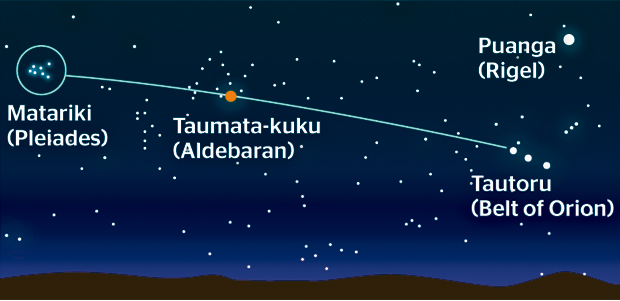 Matariki
(Pleiades)
Taumata-kuku
(Aldebaran)
Puanga
(Rigel)
Tautoru
(Belt of Orion)